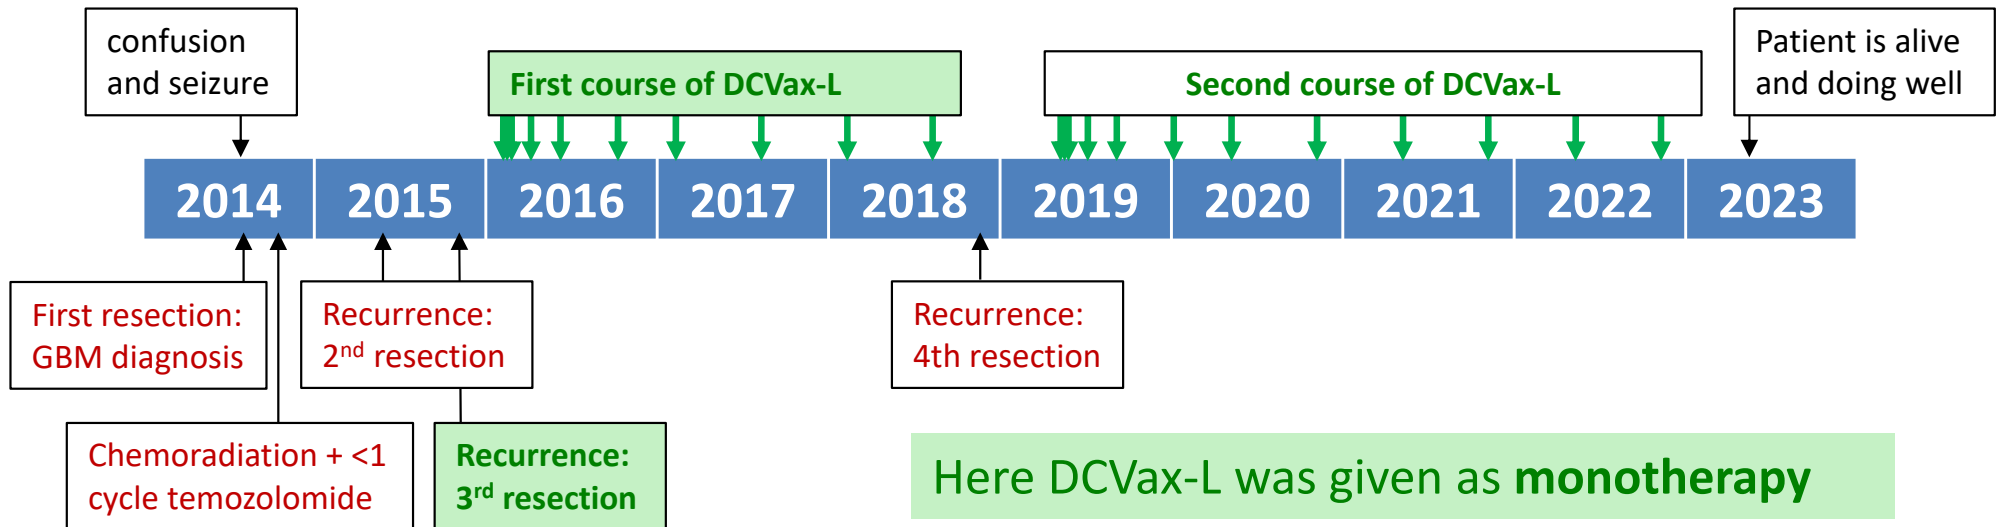 confusion
and seizure
First course of DCVax-L
Second course of DCVax-L
Patient is alive
and doing well
2014
2015
2016
2017
2018
2019
2020
2021
2022
2023
First resection:
GBM diagnosis
Recurrence:
2nd resection
Recurrence:
4th resection
Chemoradiation + <1
cycle temozolomide
Recurrence:
3rd resection
Here DCVax-L was given as monotherapy